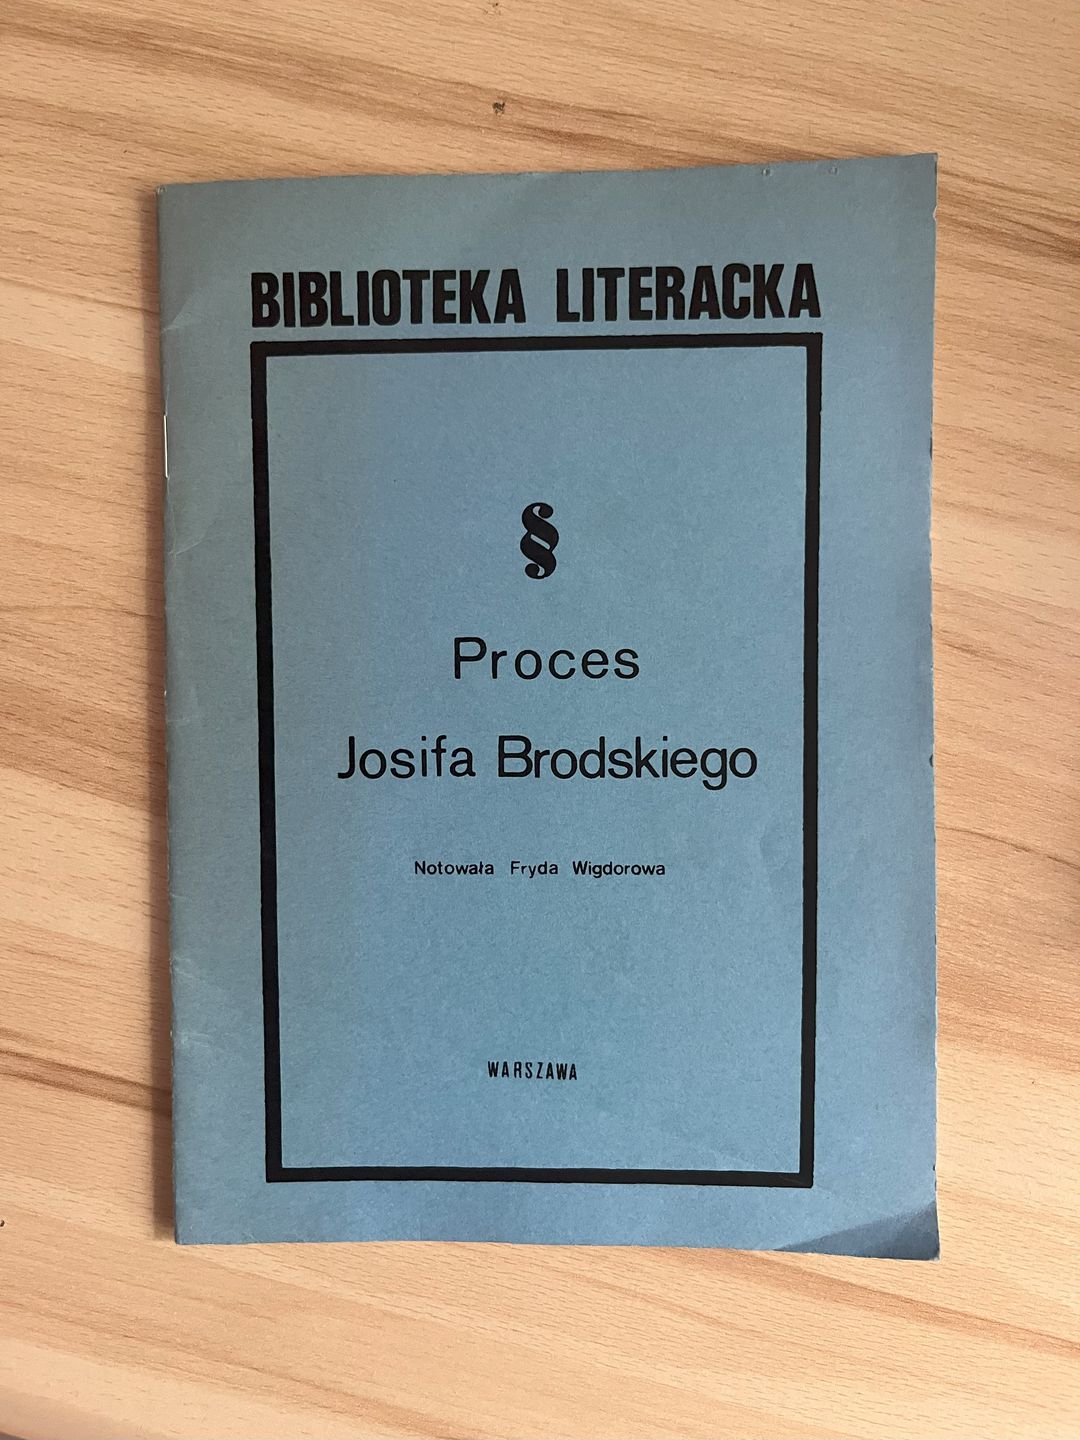 BIBLIOTEKA LITERACKA
§
Proces
Josifa Brodskiego
Notowała Fryda Wigdorowa
WARSZAWA